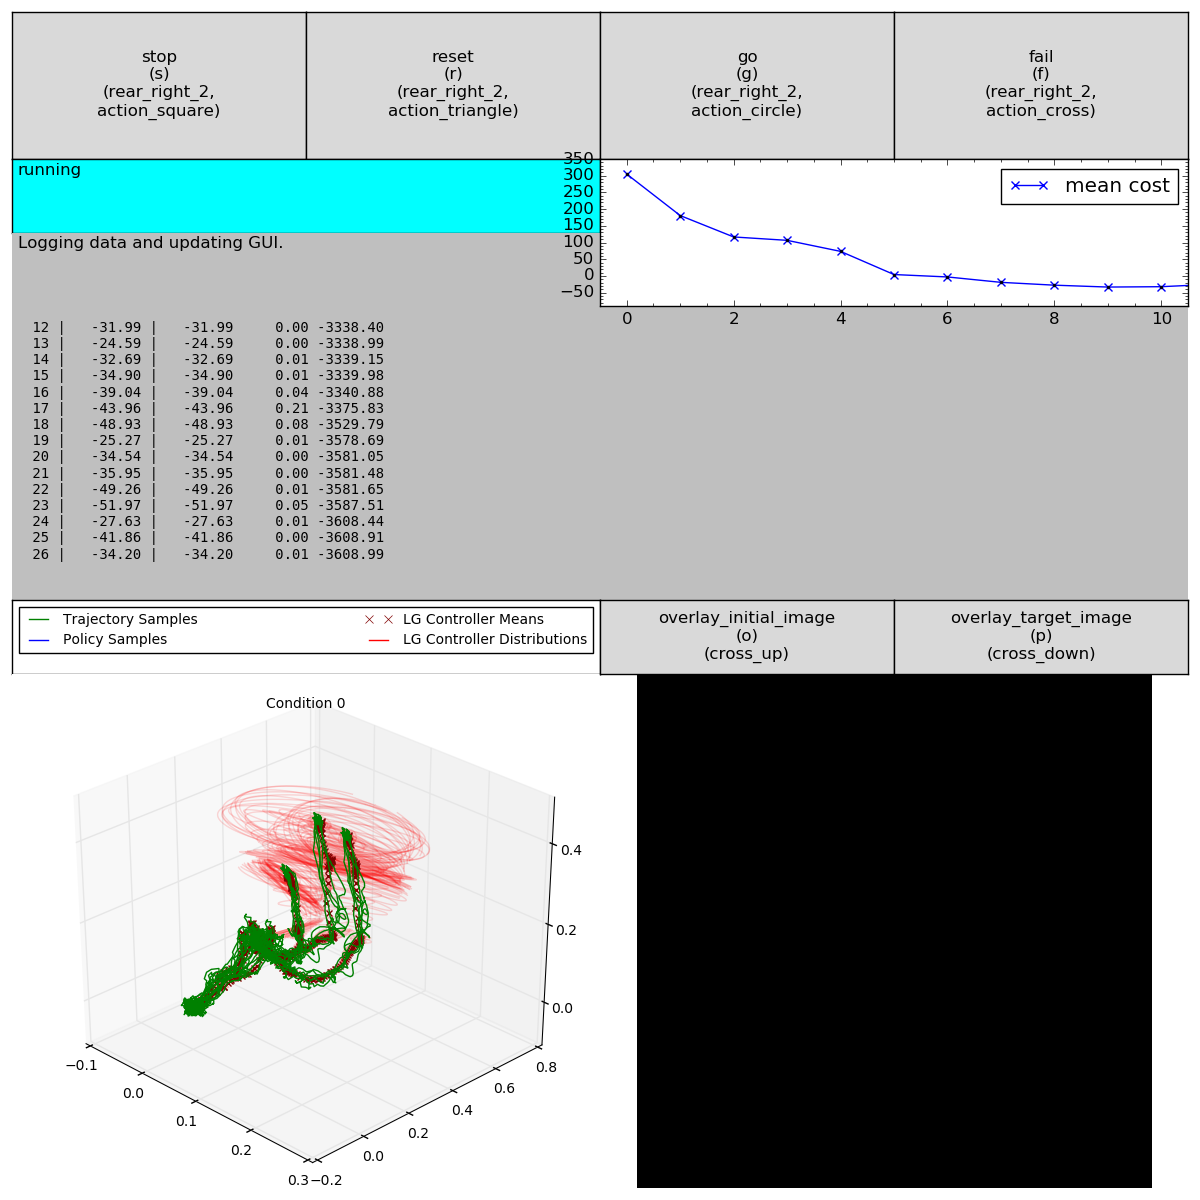 stop
(s)
(rear_right_2,
action_square)
reset
(r)
(rear_right_2,
action_triangle)
go
(g)
(rear_right_2,
action_circle)
fail
(f)
(rear_right_2,
action_cross)
running
350
300
250
200
150
100
50
0
−50
mean cost
0 2 4 6 8 10
Logging data and updating GUI.
12 | -31.99 | -31.99 0.00 -3338.40
13 | -24.59 | -24.59 0.00 -3338.99
14 | -32.69 | -32.69 0.01 -3339.15
15 | -34.90 | -34.90 0.01 -3339.98
16 | -39.04 | -39.04 0.04 -3340.88
17 | -43.96 | -43.96 0.21 -3375.83
18 | -48.93 | -48.93 0.08 -3529.79
19 | -25.27 | -25.27 0.01 -3578.69
20 | -34.54 | -34.54 0.00 -3581.05
21 | -35.95 | -35.95 0.00 -3581.48
22 | -49.26 | -49.26 0.01 -3581.65
23 | -51.97 | -51.97 0.05 -3587.51
24 | -27.63 | -27.63 0.01 -3608.44
25 | -41.86 | -41.86 0.00 -3608.91
26 | -34.20 | -34.20 0.01 -3608.99
Trajectory Samples
Policy Samples
LG Controller Means
LG Controller Distributions
overlay_initial_image
(o)
(cross_up)
overlay_target_image
(p)
(cross_down)
Condition 0
0.4
0.2
0.0
−0.1
0.0
0.1
0.2
0.3
−0.2
0.0
0.2
0.4
0.6
0.8